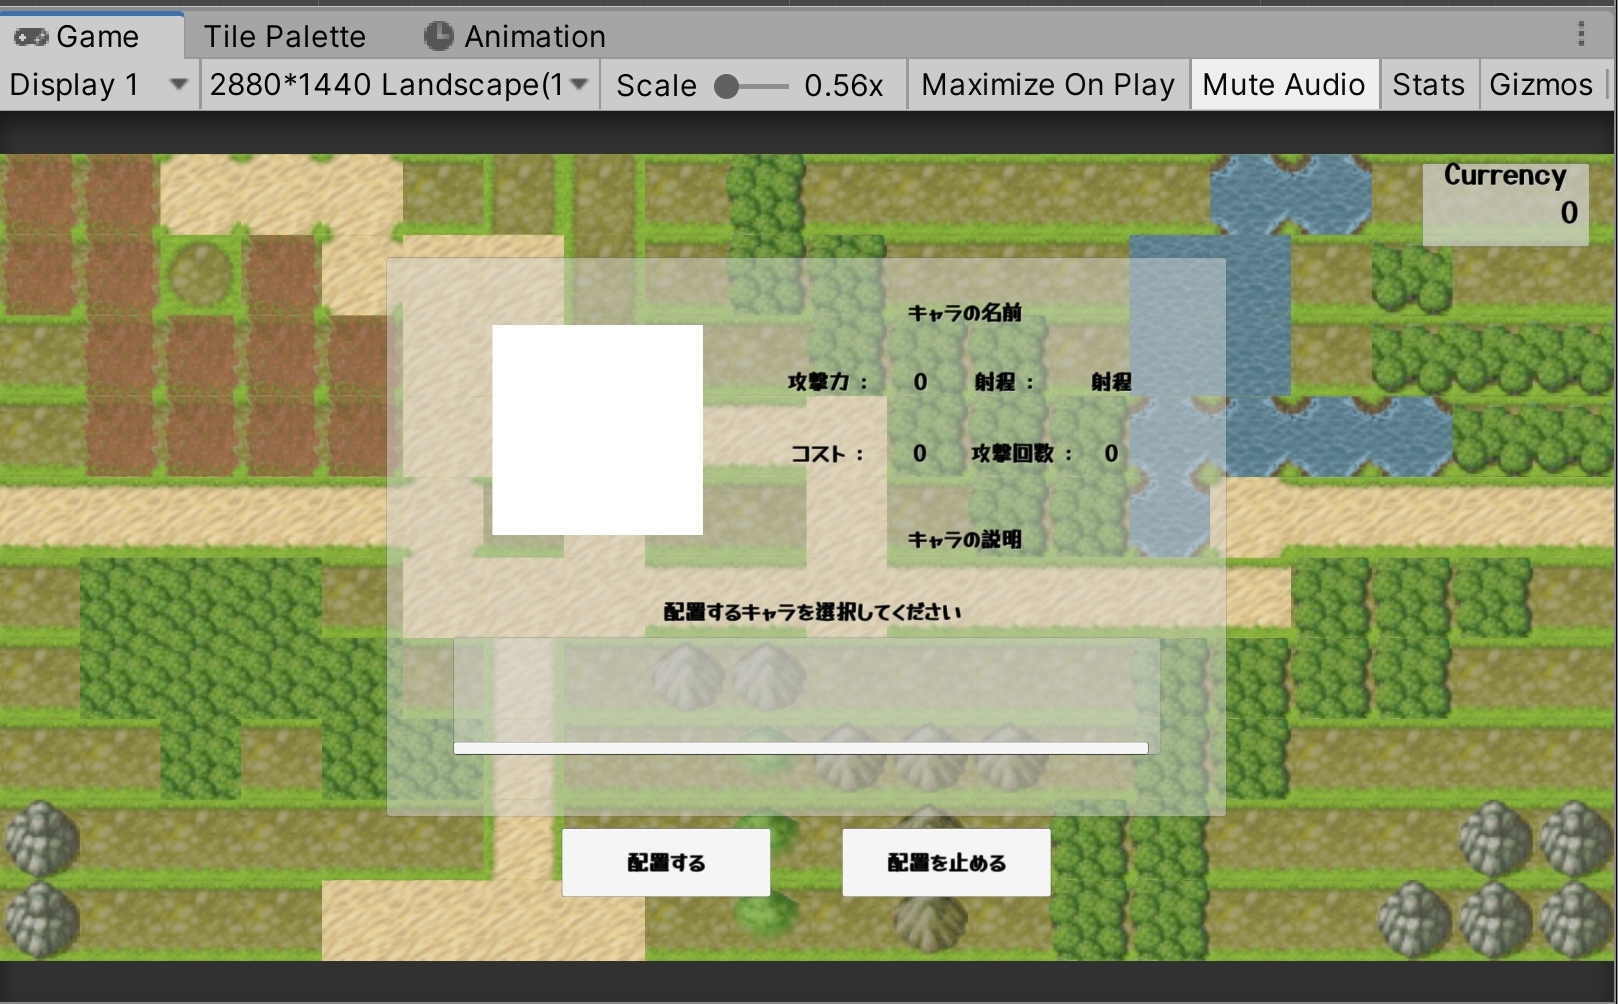 Game Tile Palette Animation
Display 1 2880*1440 Landscape(1 Scale 0.56x Maximize On Play Mute Audio Stats Gizmos
Currency
0
キャラの名前
攻撃力： 0 射程： 射程
コスト： 0 攻撃回数： 0
キャラの説明
配置するキャラを選択してください
配置する 配置を止める